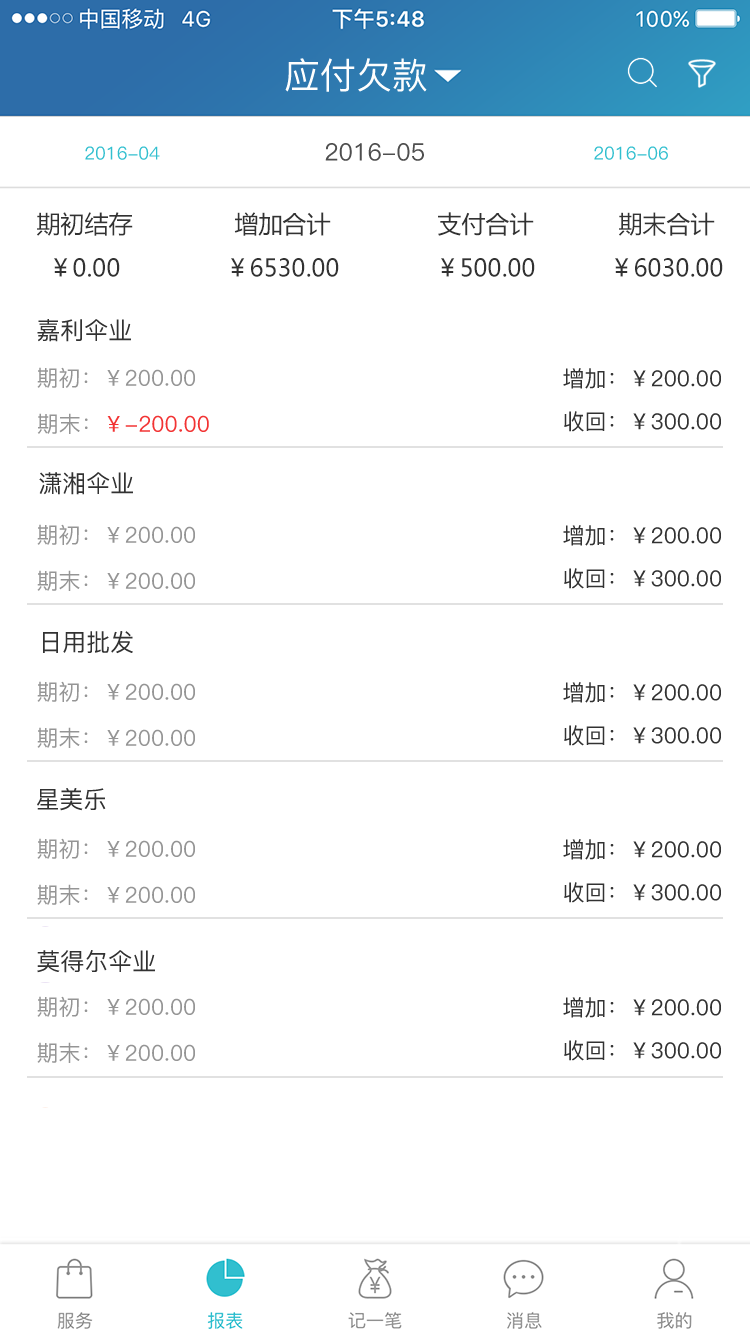 中国移动 4G 下午5:48 100%
应付欠款
2016-04 2016-05 2016-06
期初结存 增加合计 支付合计 期末合计
¥0.00 ¥6530.00 ¥500.00 ¥6030.00
嘉利伞业
期初： ¥200.00 增加： ¥200.00
期末： ¥-200.00 收回： ¥300.00
潇湘伞业
期初： ¥200.00 增加： ¥200.00
期末： ¥200.00 收回： ¥300.00
日用批发
期初： ¥200.00 增加： ¥200.00
期末： ¥200.00 收回： ¥300.00
星美乐
期初： ¥200.00 增加： ¥200.00
期末： ¥200.00 收回： ¥300.00
莫得尔伞业
期初： ¥200.00 增加： ¥200.00
期末： ¥200.00 收回： ¥300.00
服务 报表 记一笔 消息 我的